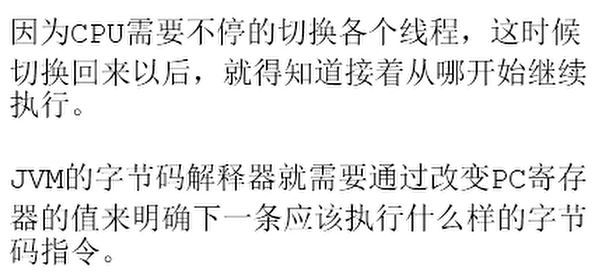 因为CPU需要不停的切换各个线程，这时候
切换回来以后，就得知道接着从哪开始继续
执行。
JVM的字节码解释器就需要通过改变PC寄存
器的值来明确下一条应该执行什么样的字节
码指令。